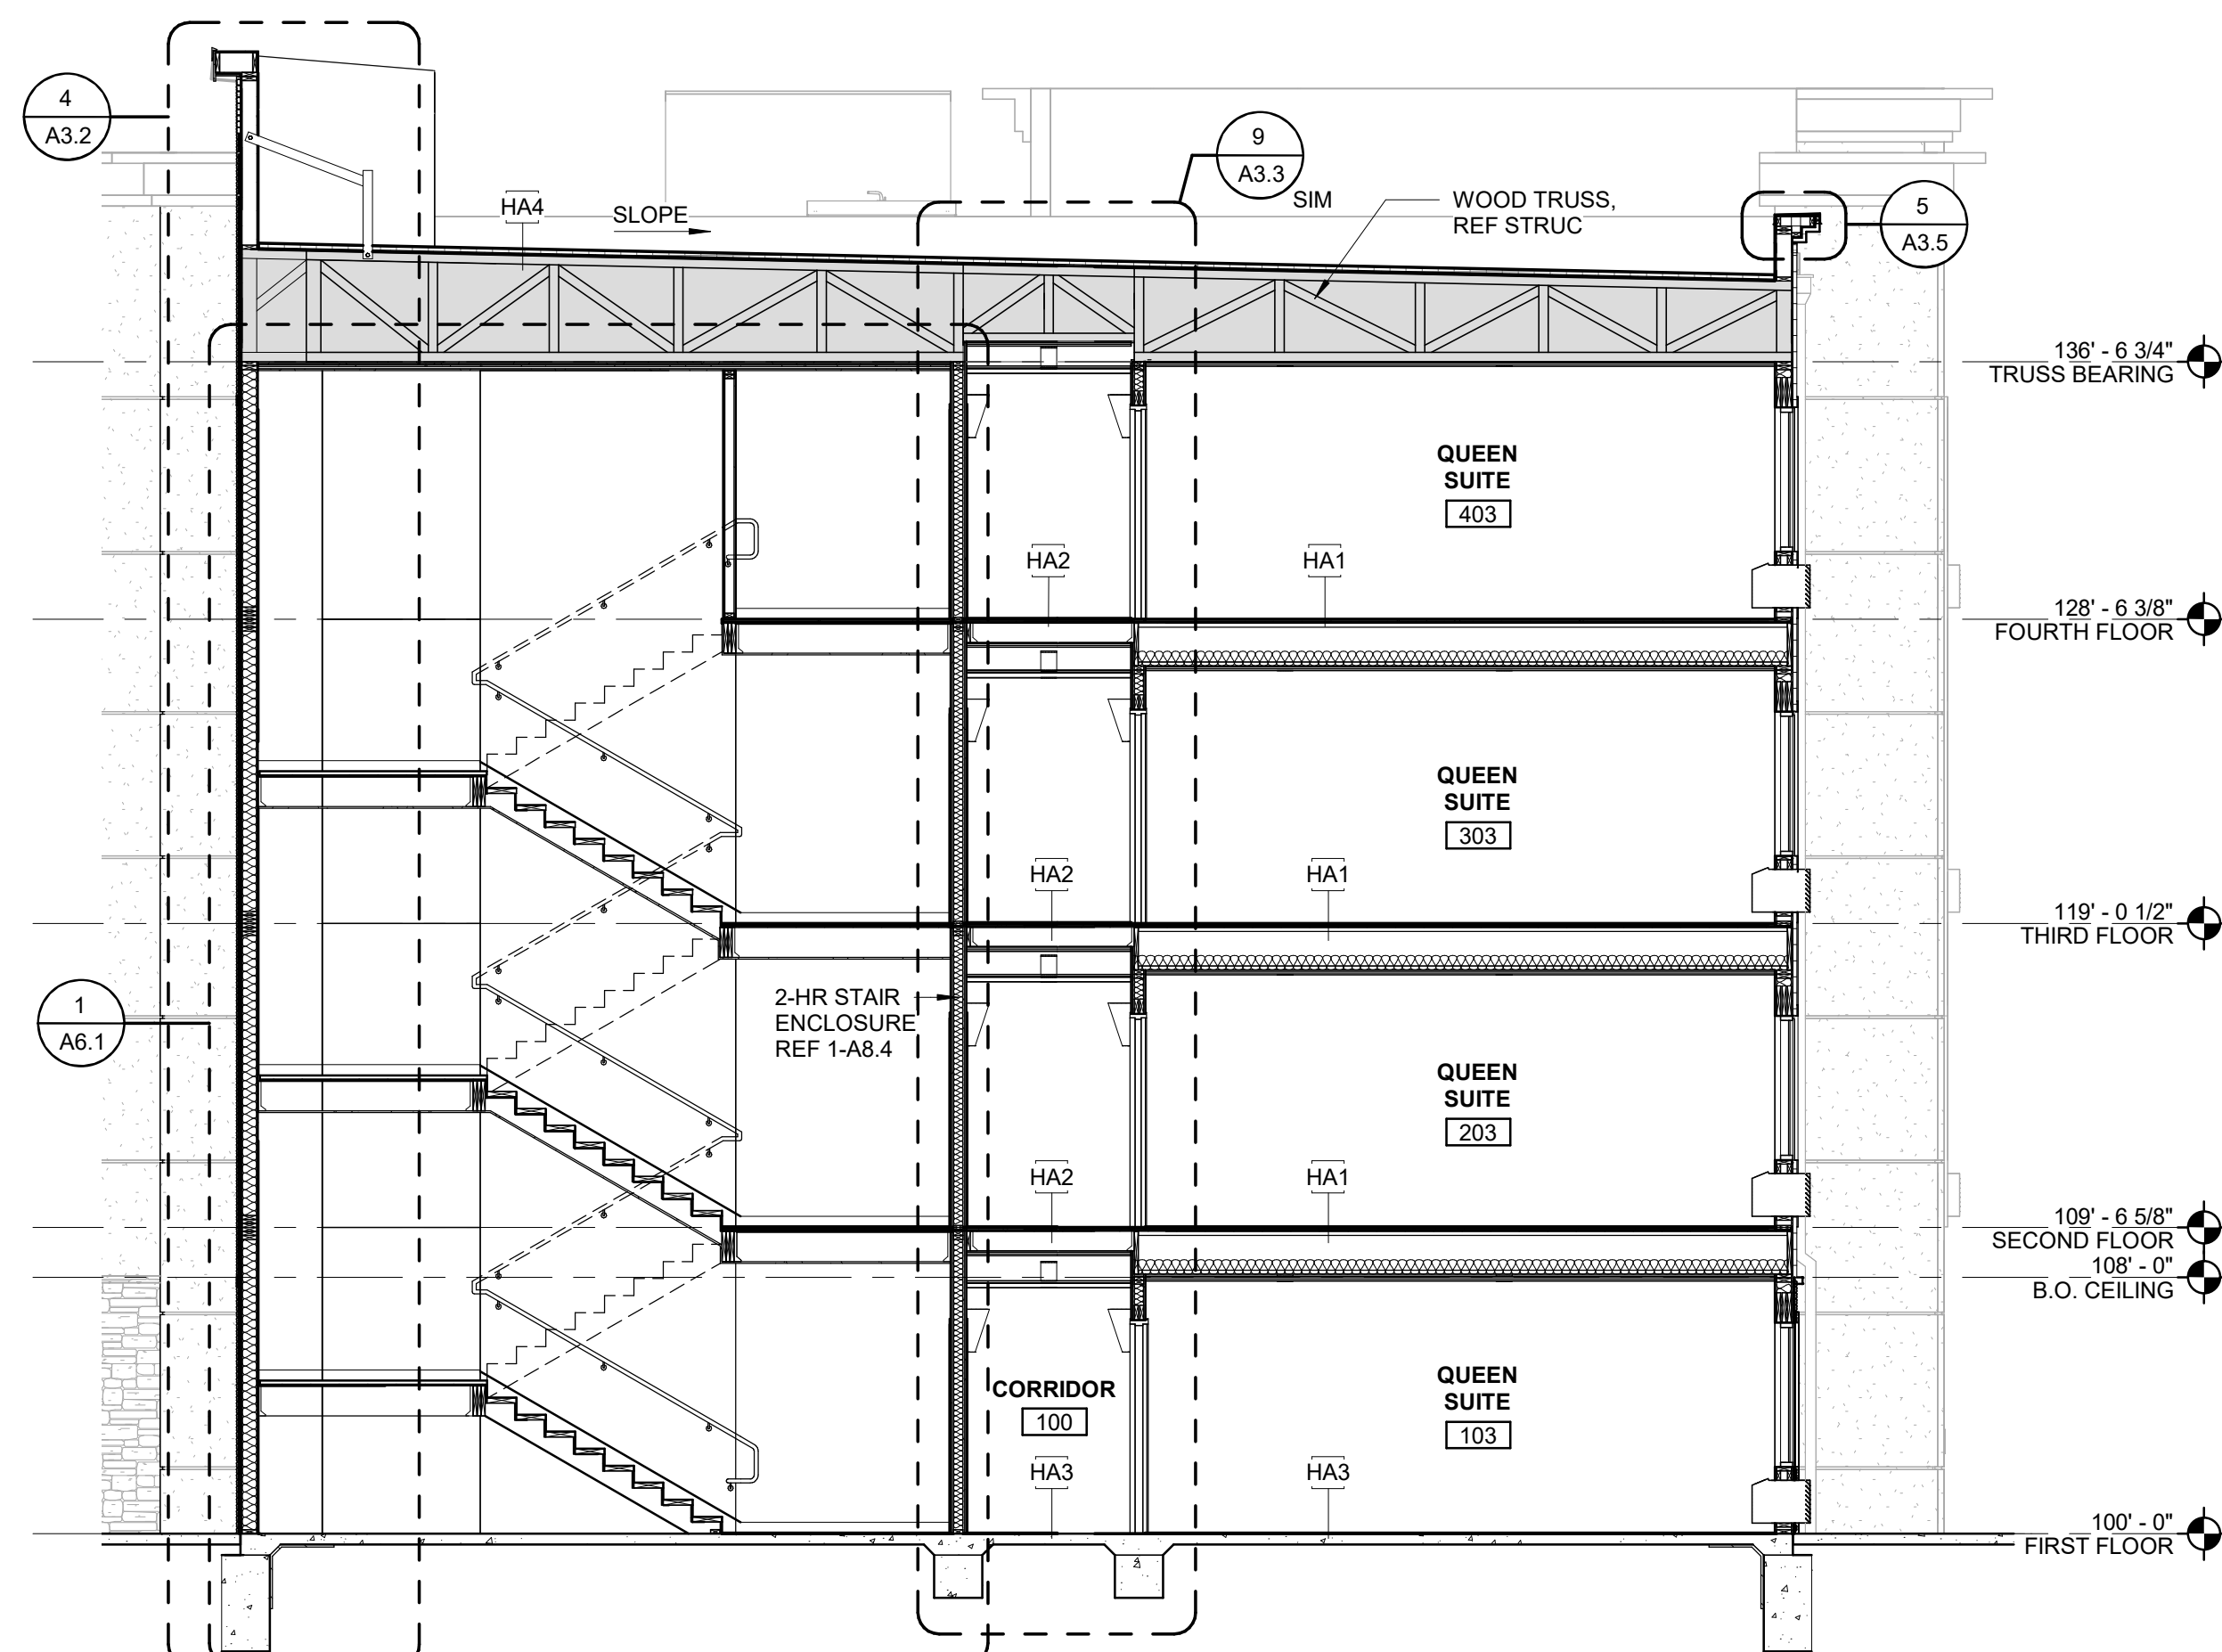 4
A3.2
9
A3.3
SIM
WOOD TRUSS,
REF STRUC
5
A3.5
HA4
SLOPE
136' - 6 3/4"
TRUSS BEARING
QUEEN
SUITE
403
HA2
HA1
128' - 6 3/8"
FOURTH FLOOR
QUEEN
SUITE
303
HA2
HA1
119' - 0 1/2"
THIRD FLOOR
1
A6.1
2-HR STAIR
ENCLOSURE
REF 1-A8.4
QUEEN
SUITE
203
HA2
HA1
109' - 6 5/8"
SECOND FLOOR
108' - 0"
B.O. CEILING
CORRIDOR
100
QUEEN
SUITE
103
HA3
HA3
100' - 0"
FIRST FLOOR